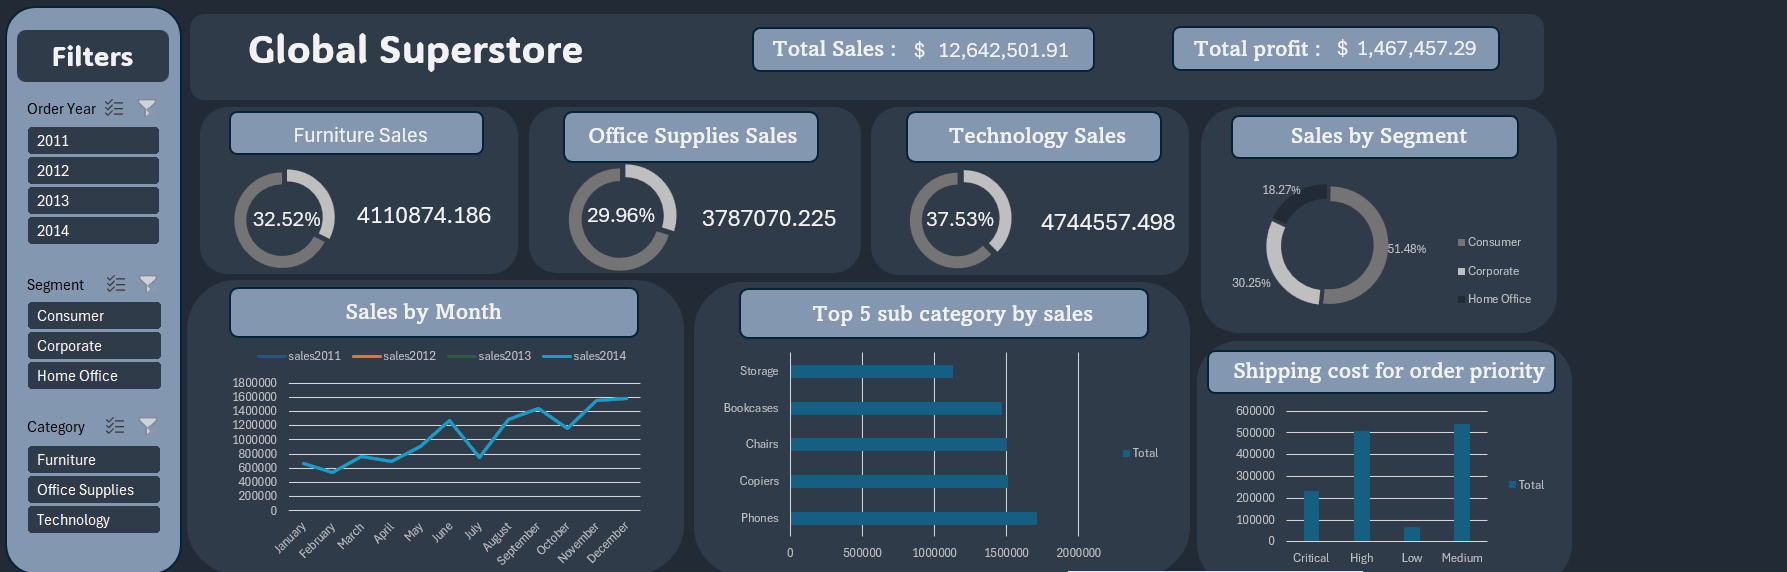 Filters
Order Year
2011
2012
2013
2014
Segment
Consumer
Corporate
Home Office
Category
Furniture
Office Supplies
Technology
Global Superstore
Total Sales : $ 12,642,501.91
Total profit : $ 1,467,457.29
Furniture Sales
32.52%
4110874.186
Office Supplies Sales
29.96%
3787070.225
Technology Sales
37.53%
4744557.498
Sales by Segment
18.27%
51.48%
30.25%
Consumer
Corporate
Home Office
Sales by Month
sales2011 sales2012 sales2013 sales2014
1800000
1600000
1400000
1200000
1000000
800000
600000
400000
200000
0
January February March April May June July August September October November December
Top 5 sub category by sales
Storage
Bookcases
Chairs
Copiers
Phones
0 500000 1000000 1500000 2000000
Total
Shipping cost for order priority
600000
500000
400000
300000
200000
100000
0
Critical High Low Medium
Total